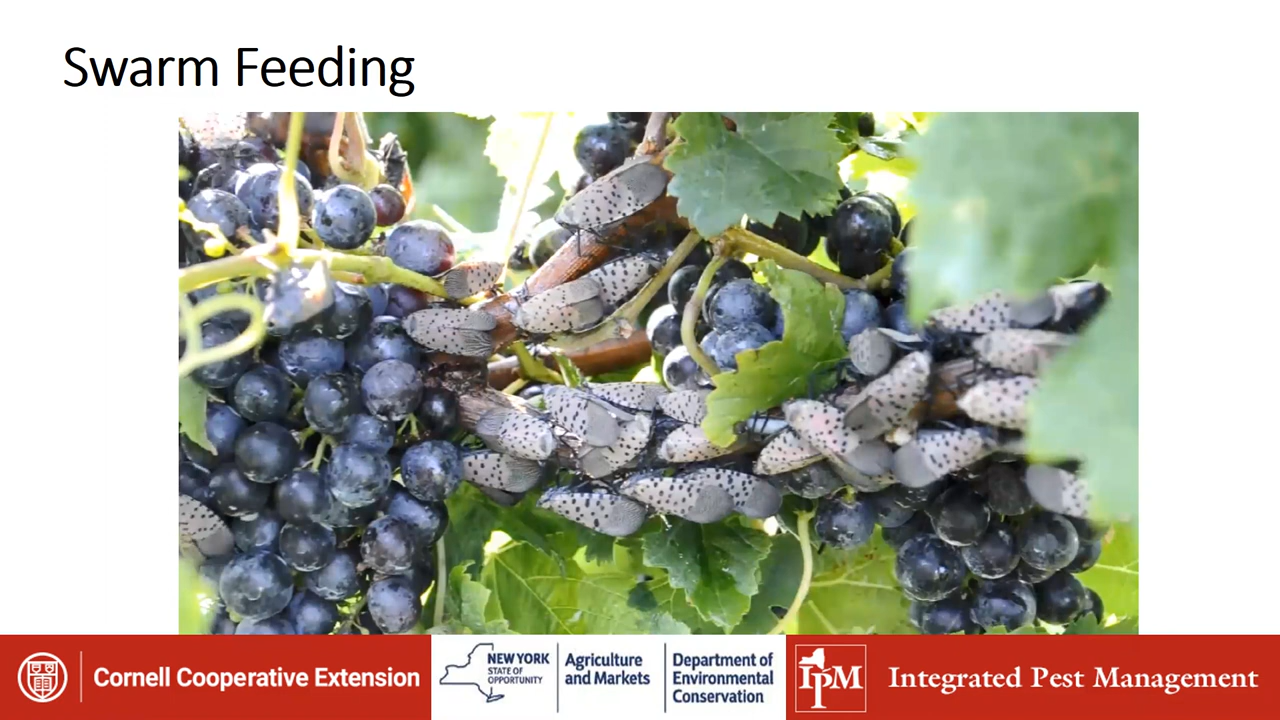 Swarm Feeding
Cornell Cooperative Extension
NEW YORK
STATE OF
OPPORTUNITY
Agriculture
and Markets
Department of
Environmental
Conservation
IPM
Integrated Pest Management